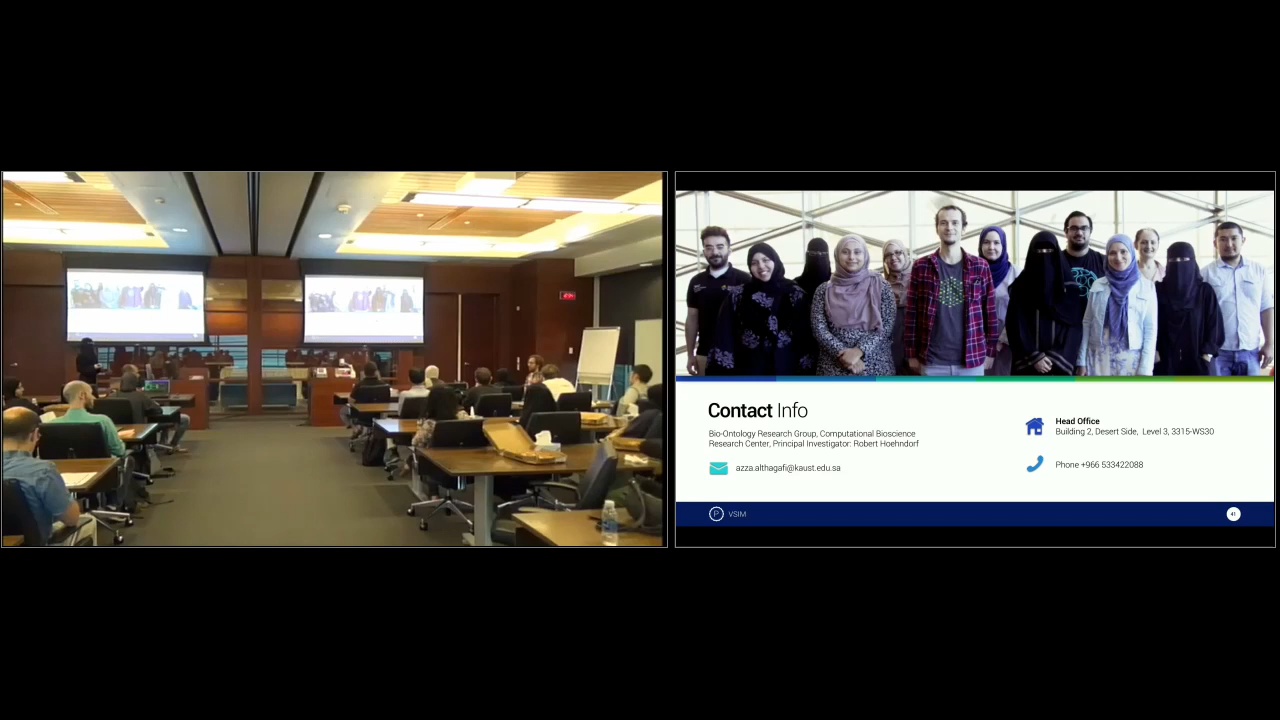 Contact Info
Bio-Ontology Research Group, Computational Bioscience
Research Center, Principal Investigator: Robert Hoehndorf
azza.althagafi@kaust.edu.sa
Head Office
Building 2, Desert Side, Level 3, 3315-WS30
Phone +966 533422088
P VSIM
41